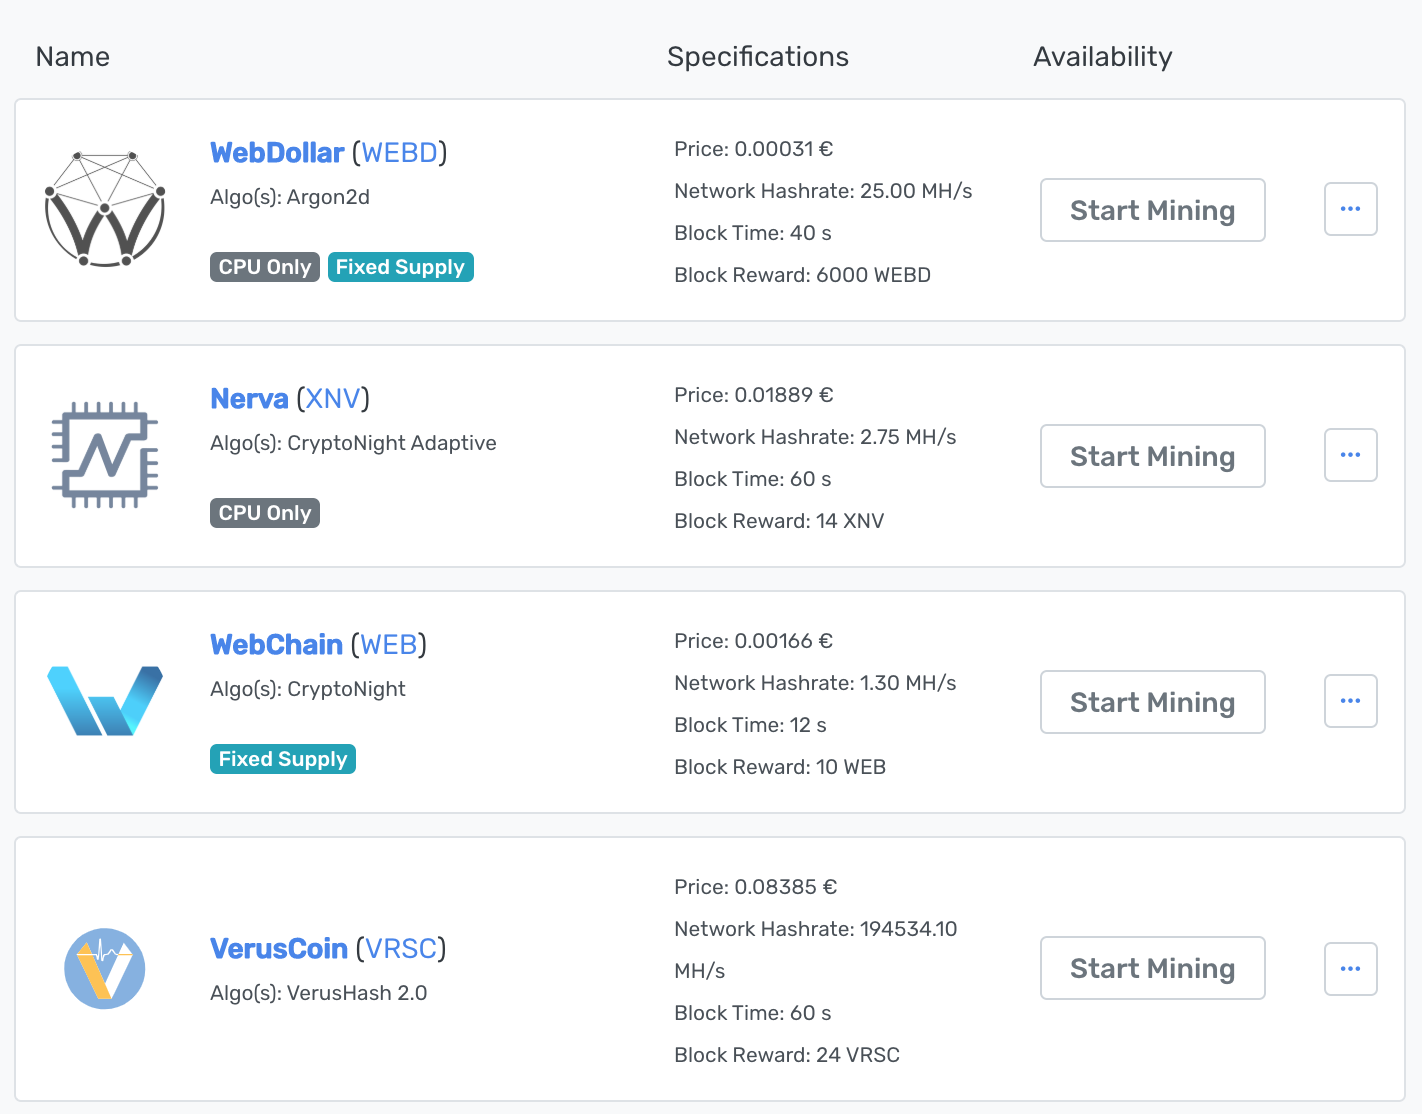 Name Specifications Availability
WebDollar (WEBD)
Algo(s): Argon2d
CPU Only Fixed Supply
Price: 0.00031 €
Network Hashrate: 25.00 MH/s
Block Time: 40 s
Block Reward: 6000 WEBD
Start Mining
...
Nerva (XNV)
Algo(s): CryptoNight Adaptive
CPU Only
Price: 0.01889 €
Network Hashrate: 2.75 MH/s
Block Time: 60 s
Block Reward: 14 XNV
Start Mining
...
WebChain (WEB)
Algo(s): CryptoNight
Fixed Supply
Price: 0.00166 €
Network Hashrate: 1.30 MH/s
Block Time: 12 s
Block Reward: 10 WEB
Start Mining
...
VerusCoin (VRSC)
Algo(s): VerusHash 2.0
Price: 0.08385 €
Network Hashrate: 194534.10
MH/s
Block Time: 60 s
Block Reward: 24 VRSC
Start Mining
...